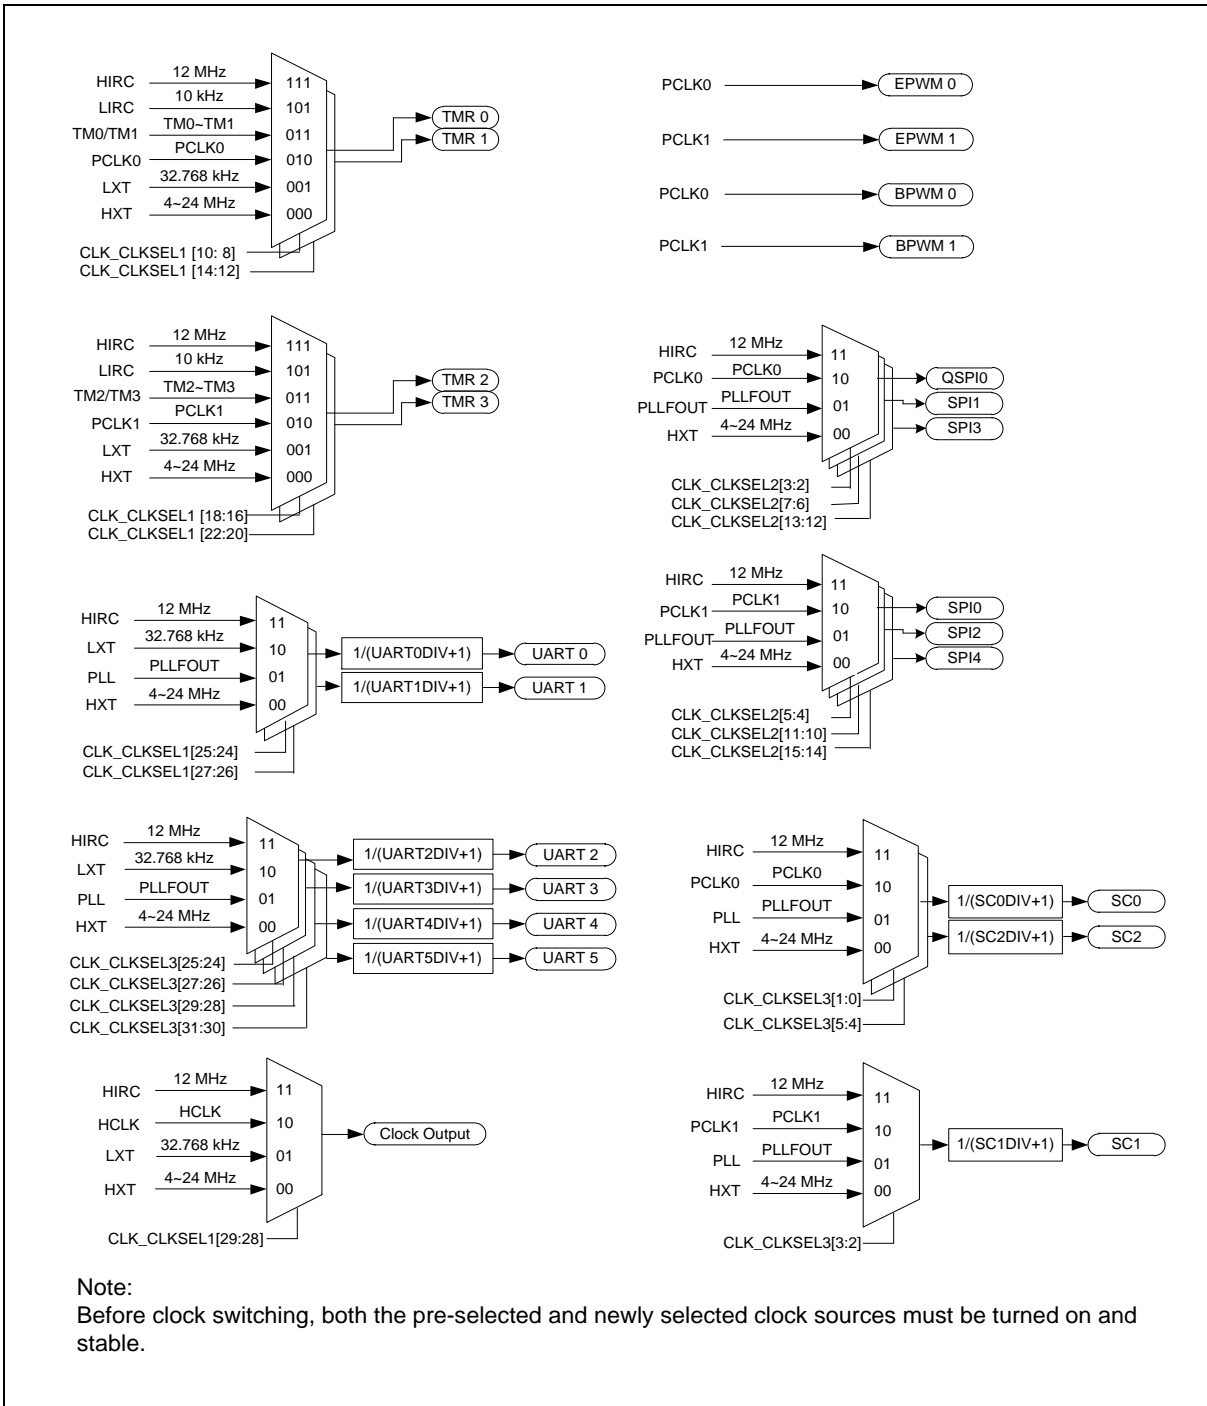 HIRC 12 MHz 111
LIRC 10 kHz 101
TM0/TM1 TM0~TM1 011
PCLK0 PCLK0 010
LXT 32.768 kHz 001
HXT 4~24 MHz 000
TMR 0
TMR 1
CLK_CLKSEL1 [10: 8]
CLK_CLKSEL1 [14:12]
PCLK0 EPWM 0
PCLK1 EPWM 1
PCLK0 BPWM 0
PCLK1 BPWM 1
HIRC 12 MHz 111
LIRC 10 kHz 101
TM2/TM3 TM2~TM3 011
PCLK1 PCLK1 010
LXT 32.768 kHz 001
HXT 4~24 MHz 000
TMR 2
TMR 3
CLK_CLKSEL1 [18:16]
CLK_CLKSEL1 [22:20]
HIRC 12 MHz 11
PCLK0 PCLK0 10
PLLFOUT PLLFOUT 01
HXT 4~24 MHz 00
QSPI0
SPI1
SPI3
CLK_CLKSEL2[3:2]
CLK_CLKSEL2[7:6]
CLK_CLKSEL2[13:12]
HIRC 12 MHz 11
LXT 32.768 kHz 10
PLL PLLFOUT 01
HXT 4~24 MHz 00
1/(UART0DIV+1) UART 0
1/(UART1DIV+1) UART 1
CLK_CLKSEL1[25:24]
CLK_CLKSEL1[27:26]
HIRC 12 MHz 11
PCLK1 PCLK1 10
PLLFOUT PLLFOUT 01
HXT 4~24 MHz 00
SPI0
SPI2
SPI4
CLK_CLKSEL2[5:4]
CLK_CLKSEL2[11:10]
CLK_CLKSEL2[15:14]
HIRC 12 MHz 11
LXT 32.768 kHz 10
PLL PLLFOUT 01
HXT 4~24 MHz 00
1/(UART2DIV+1) UART 2
1/(UART3DIV+1) UART 3
1/(UART4DIV+1) UART 4
1/(UART5DIV+1) UART 5
CLK_CLKSEL3[25:24]
CLK_CLKSEL3[27:26]
CLK_CLKSEL3[29:28]
CLK_CLKSEL3[31:30]
HIRC 12 MHz 11
PCLK0 PCLK0 10
PLL PLLFOUT 01
HXT 4~24 MHz 00
1/(SC0DIV+1) SC0
1/(SC2DIV+1) SC2
CLK_CLKSEL3[1:0]
CLK_CLKSEL3[5:4]
HIRC 12 MHz 11
HCLK HCLK 10
LXT 32.768 kHz 01
HXT 4~24 MHz 00
Clock Output
CLK_CLKSEL1[29:28]
HIRC 12 MHz 11
PCLK1 PCLK1 10
PLL PLLFOUT 01
HXT 4~24 MHz 00
1/(SC1DIV+1) SC1
CLK_CLKSEL3[3:2]
Note:
Before clock switching, both the pre-selected and newly selected clock sources must be turned on and
stable.